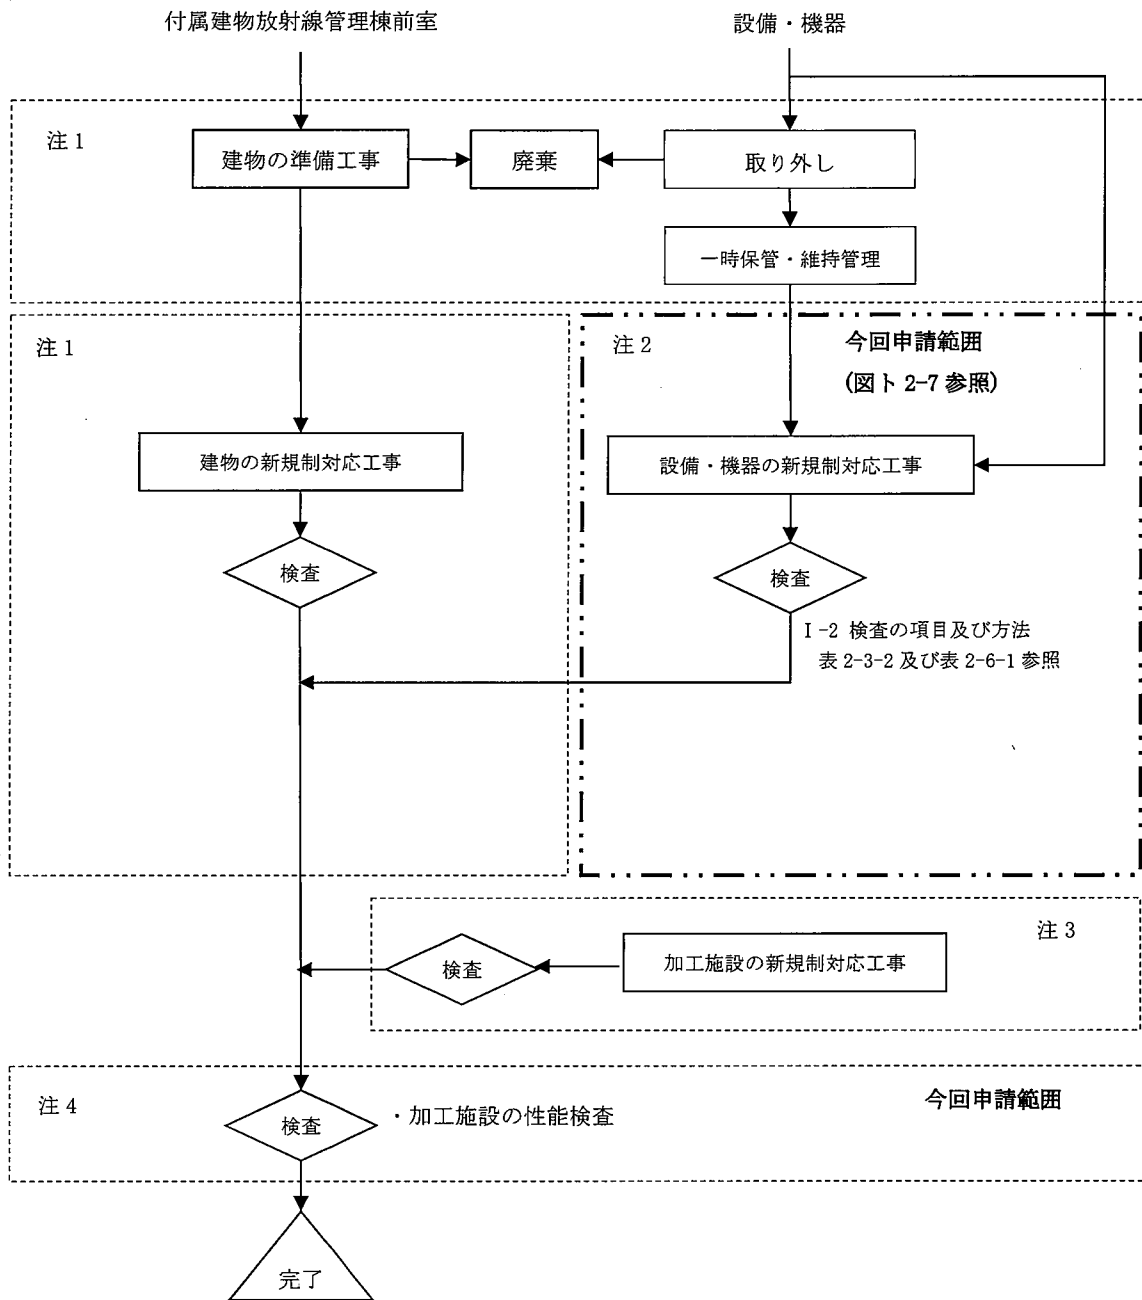 付属建物放射線管理棟前室
設備・機器
注1
建物の準備工事
廃棄
取り外し
一時保管・維持管理
注1
注2
今回申請範囲
(図ト 2-7 参照)
建物の新規制対応工事
設備・機器の新規制対応工事
検査
検査
Ⅰ-2 検査の項目及び方法
表 2-3-2 及び表 2-6-1 参照
注3
検査
加工施設の新規制対応工事
注4
検査
・加工施設の性能検査
今回申請範囲
完了